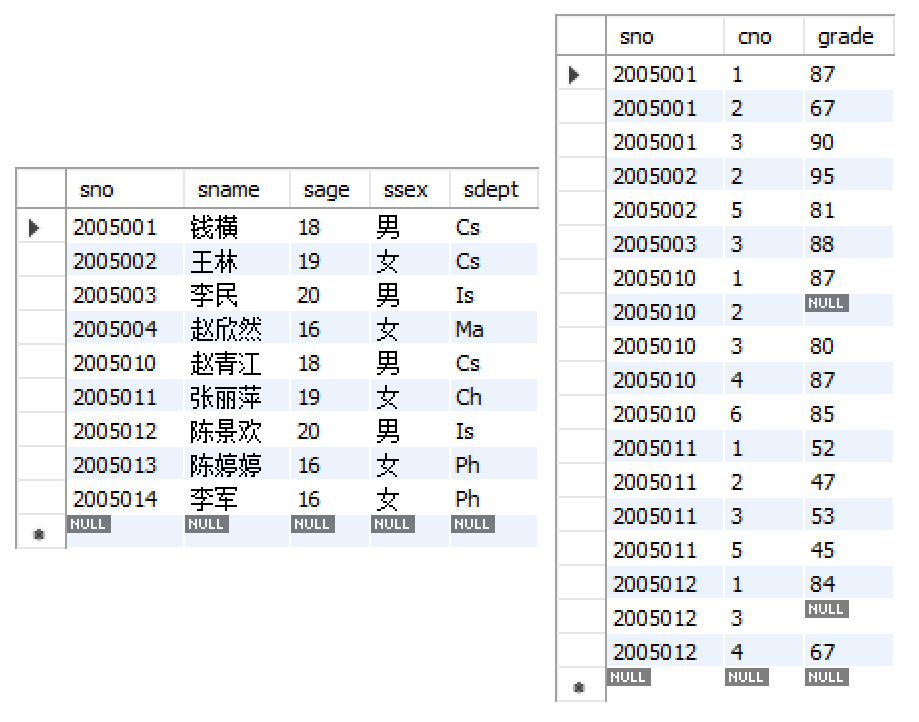 sno sname sage ssex sdept
2005001 钱横 18 男 Cs
2005002 王林 19 女 Cs
2005003 李民 20 男 Is
2005004 赵欣然 16 女 Ma
2005010 赵青江 18 男 Cs
2005011 张丽萍 19 女 Ch
2005012 陈景欢 20 男 Is
2005013 陈婷婷 16 女 Ph
2005014 李军 16 女 Ph
NULL NULL NULL NULL NULL
sno cno grade
2005001 1 87
2005001 2 67
2005001 3 90
2005002 2 95
2005002 5 81
2005003 3 88
2005010 1 87
2005010 2 NULL
2005010 3 80
2005010 4 87
2005010 6 85
2005011 1 52
2005011 2 47
2005011 3 53
2005011 5 45
2005012 1 84
2005012 3 NULL
2005012 4 67
NULL NULL NULL